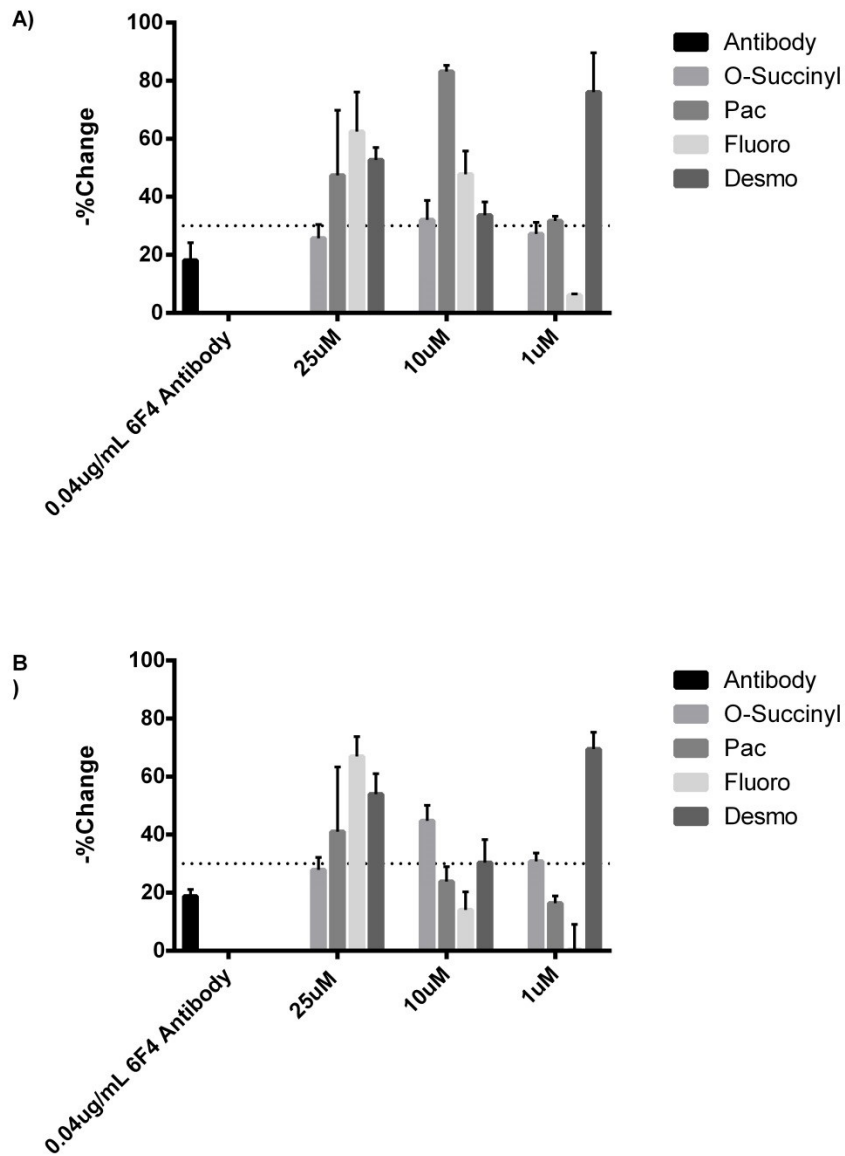 A)
100
80
60
40
20
0
-%Change
0.04ug/mL 6F4 Antibody
25uM
10uM
1uM
Antibody
O-Succinyl
Pac
Fluoro
Desmo
B
)
100
80
60
40
20
0
-%Change
0.04ug/mL 6F4 Antibody
25uM
10uM
1uM
Antibody
O-Succinyl
Pac
Fluoro
Desmo